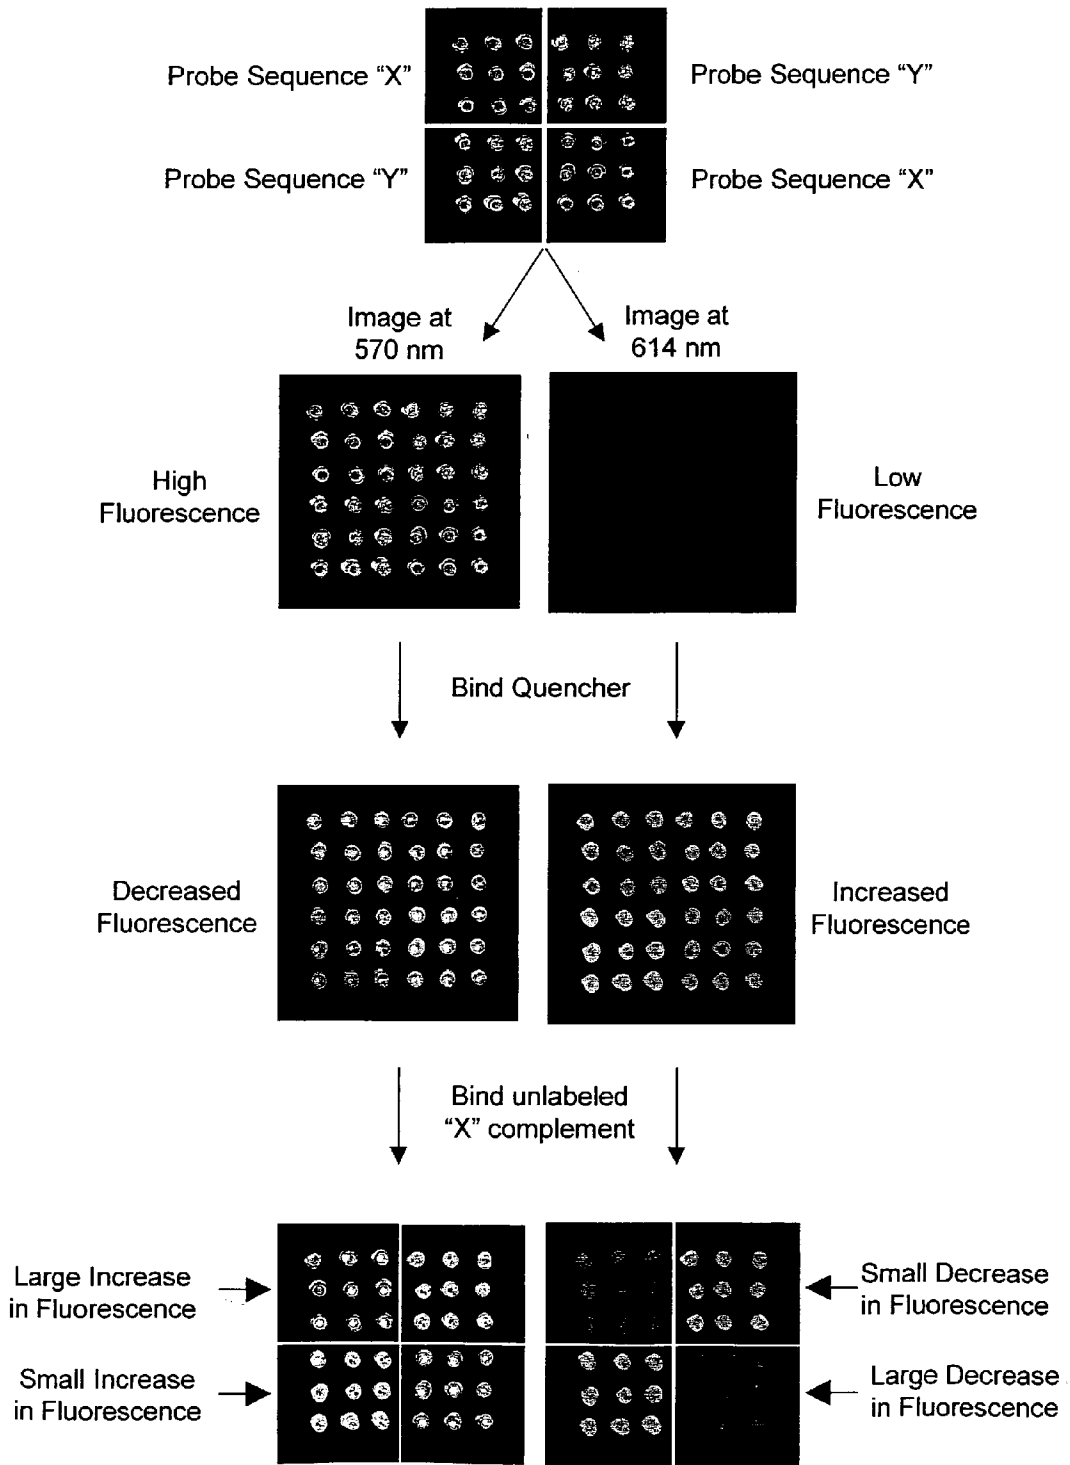 Probe Sequence “X”
Probe Sequence “Y”
Probe Sequence “Y”
Probe Sequence “X”
Image at
570 nm
Image at
614 nm
High
Fluorescence
Low
Fluorescence
Bind Quencher
Decreased
Fluorescence
Increased
Fluorescence
Bind unlabeled
“X” complement
Large Increase
in Fluorescence
Small Decrease
in Fluorescence
Small Increase
in Fluorescence
Large Decrease
in Fluorescence